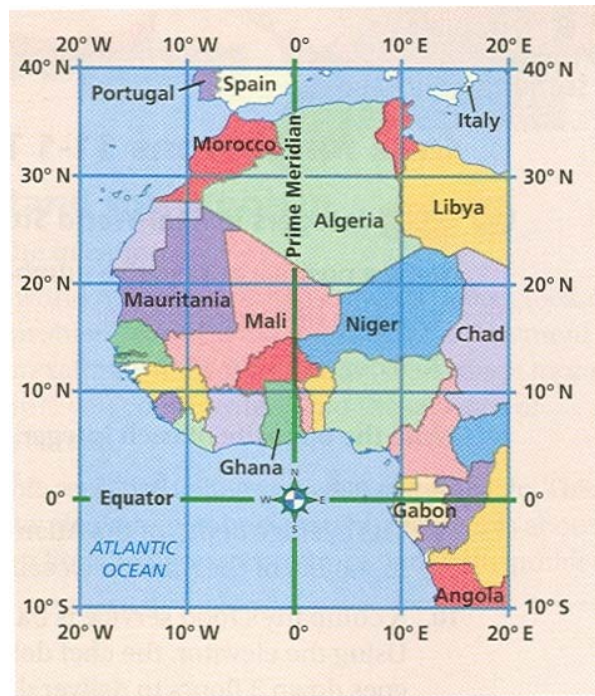 20° W 10° W 0° 10° E 20° E
40° N 40° N
Portugal Spain
Italy
Morocco
Prime Meridian
30° N 30° N
Algeria Libya
20° N 20° N
Mauritania
Mali Niger Chad
10° N 10° N
Ghana
N
0° Equator W E 0°
S
Gabon
ATLANTIC
OCEAN
Angola
10° S 10° S
20° W 10° W 0° 10° E 20° E